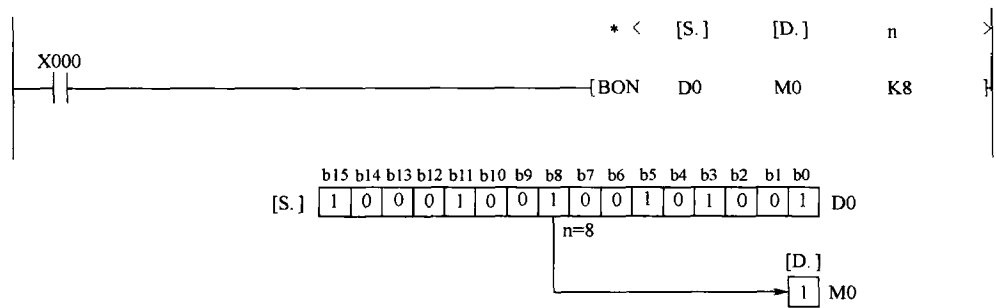 * < [S.] [D.] n >
X000
[BON D0 M0 K8 ]
b15 b14 b13 b12 b11 b10 b9 b8 b7 b6 b5 b4 b3 b2 b1 b0
[S.] 1 0 0 0 1 0 0 1 0 0 1 0 1 0 0 1 D0
n=8
[D.]
1 M0